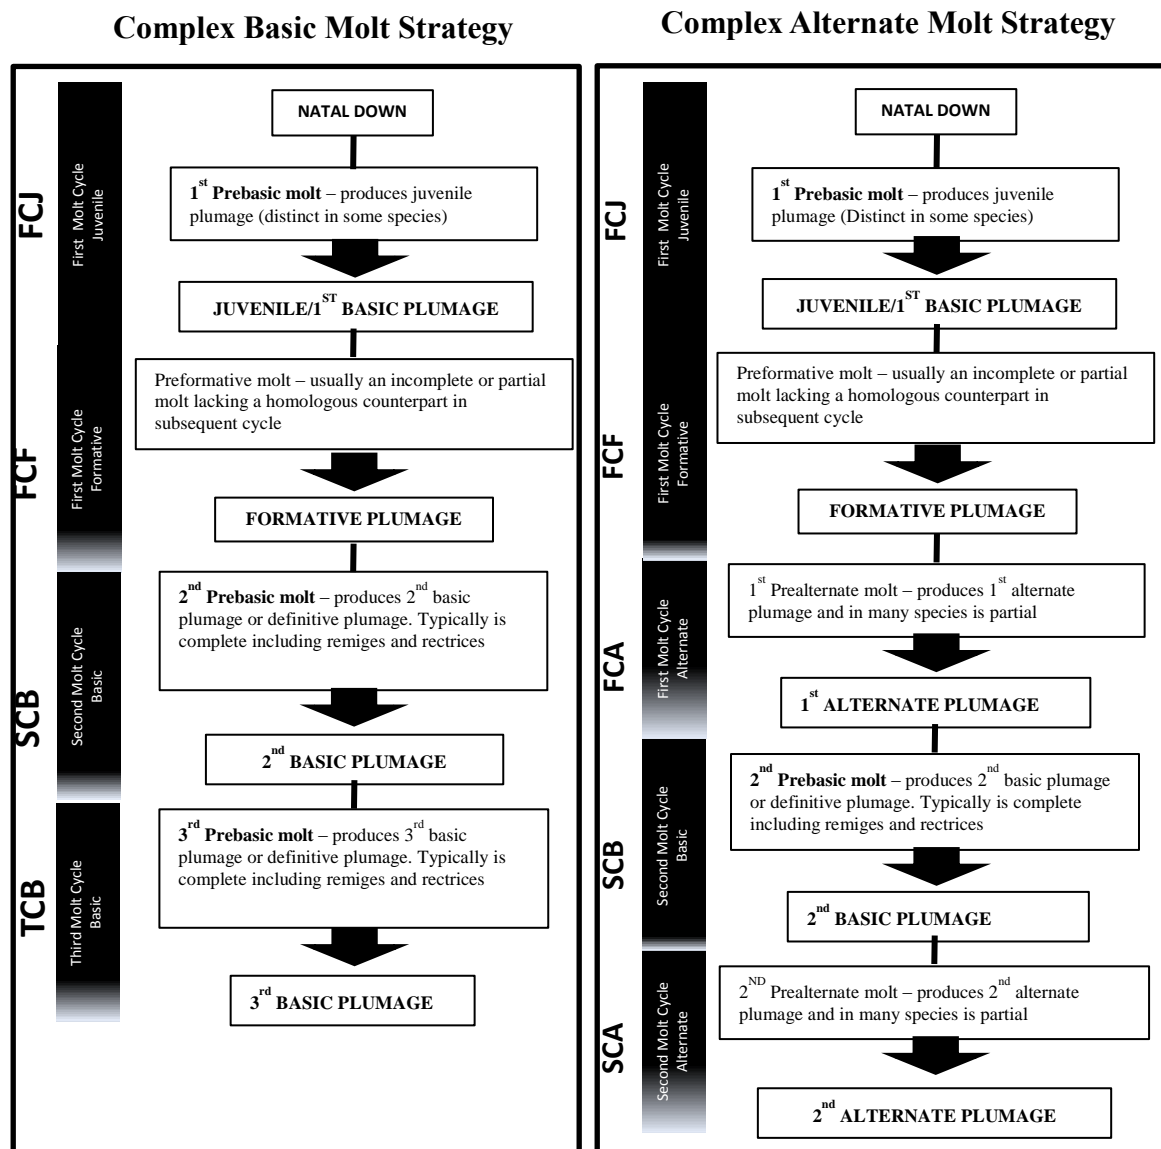 Complex Basic Molt Strategy
NATAL DOWN
1st Prebasic molt – produces juvenile
plumage (distinct in some species)
JUVENILE/1ST BASIC PLUMAGE
Preformative molt – usually an incomplete or partial
molt lacking a homologous counterpart in
subsequent cycle
FORMATIVE PLUMAGE
2nd Prebasic molt – produces 2nd basic
plumage or definitive plumage. Typically is
complete including remiges and rectrices
2nd BASIC PLUMAGE
3rd Prebasic molt – produces 3rd basic
plumage or definitive plumage. Typically is
complete including remiges and rectrices
3rd BASIC PLUMAGE
FCJ
First Molt Cycle
Juvenile
FCF
First Molt Cycle
Formative
SCB
Second Molt Cycle
Basic
TCB
Third Molt Cycle
Basic
Complex Alternate Molt Strategy
NATAL DOWN
1st Prebasic molt – produces juvenile
plumage (Distinct in some species)
JUVENILE/1ST BASIC PLUMAGE
Preformative molt – usually an incomplete or partial
molt lacking a homologous counterpart in
subsequent cycle
FORMATIVE PLUMAGE
1st Prealternate molt – produces 1st alternate
plumage and in many species is partial
1st ALTERNATE PLUMAGE
2nd Prebasic molt – produces 2nd basic plumage
or definitive plumage. Typically is complete
including remiges and rectrices
2nd BASIC PLUMAGE
2ND Prealternate molt – produces 2nd alternate
plumage and in many species is partial
2nd ALTERNATE PLUMAGE
FCJ
First Molt Cycle
Juvenile
FCF
First Molt Cycle
Formative
FCA
First Molt Cycle
Alternate
SCB
Second Molt Cycle
Basic
SCA
Second Molt Cycle
Alternate